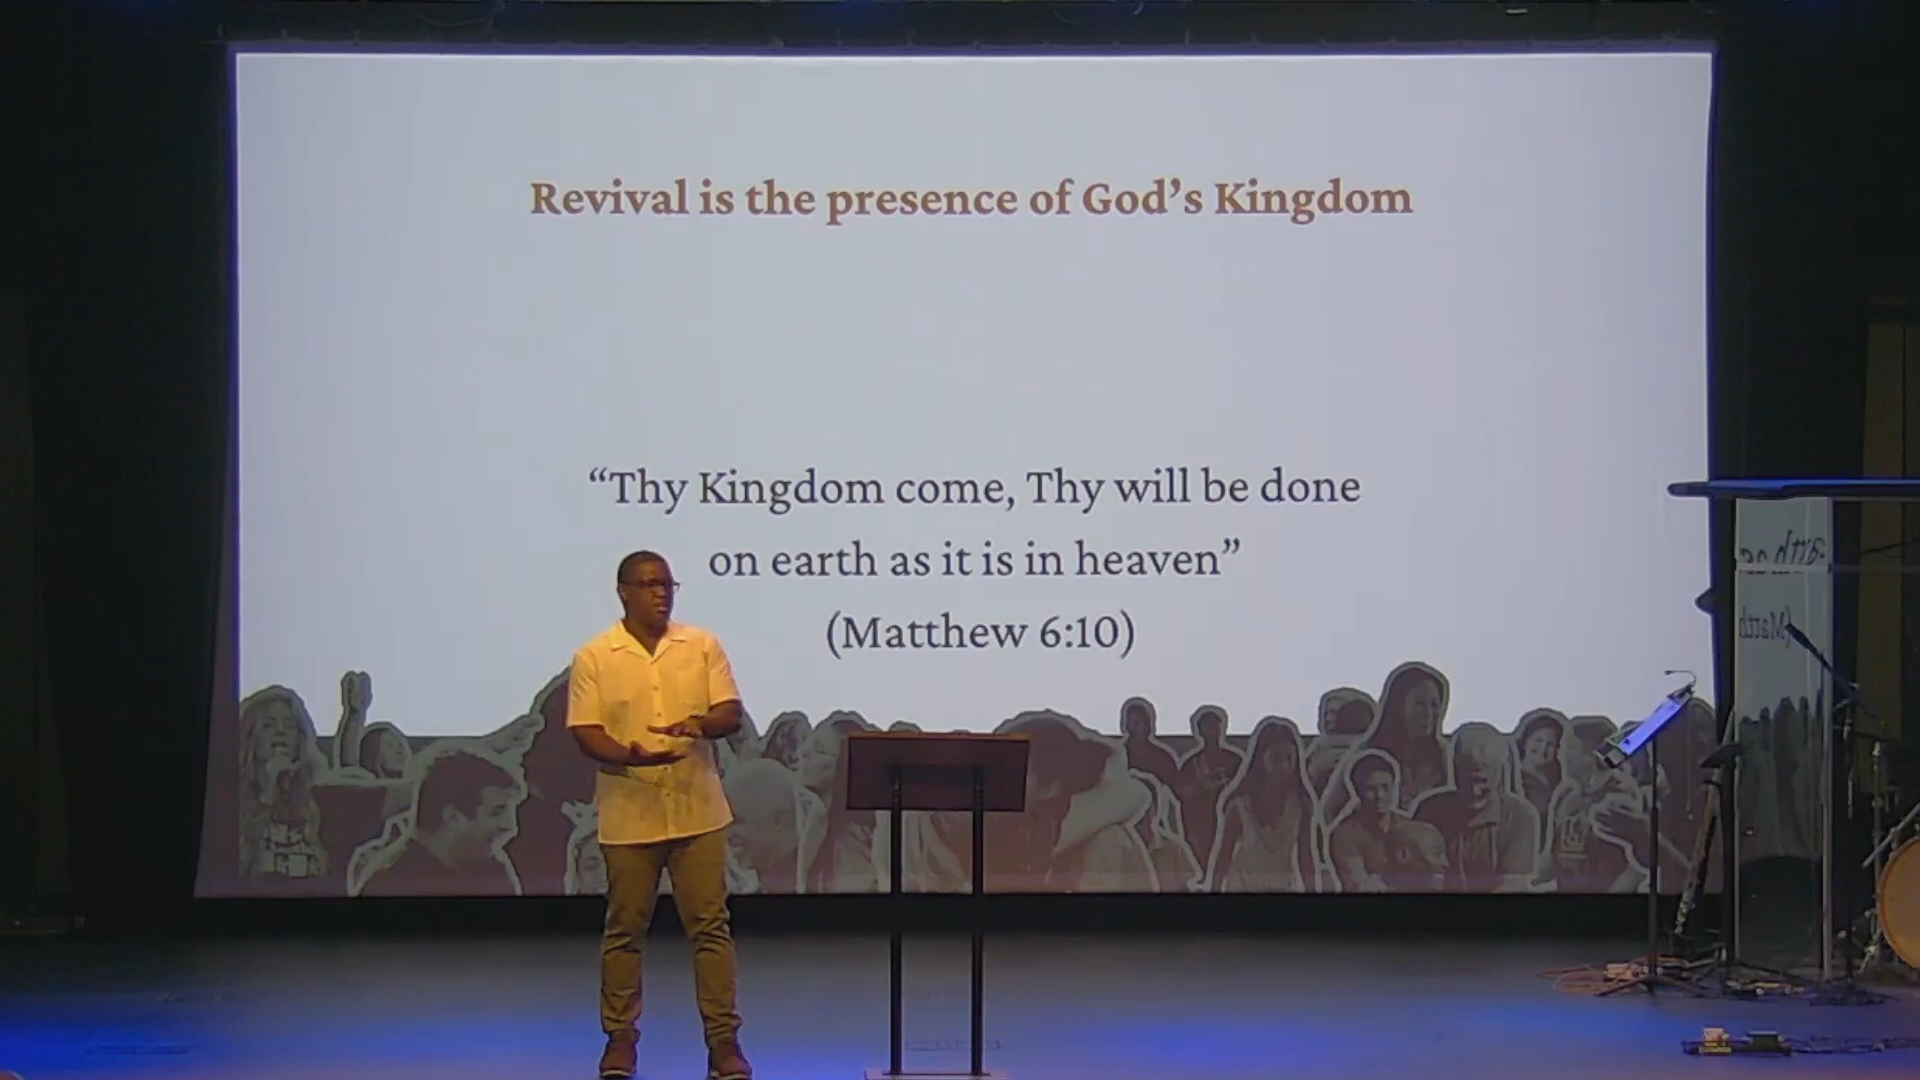 Revival is the presence of God’s Kingdom
“Thy Kingdom come, Thy will be done
on earth as it is in heaven”
(Matthew 6:10)